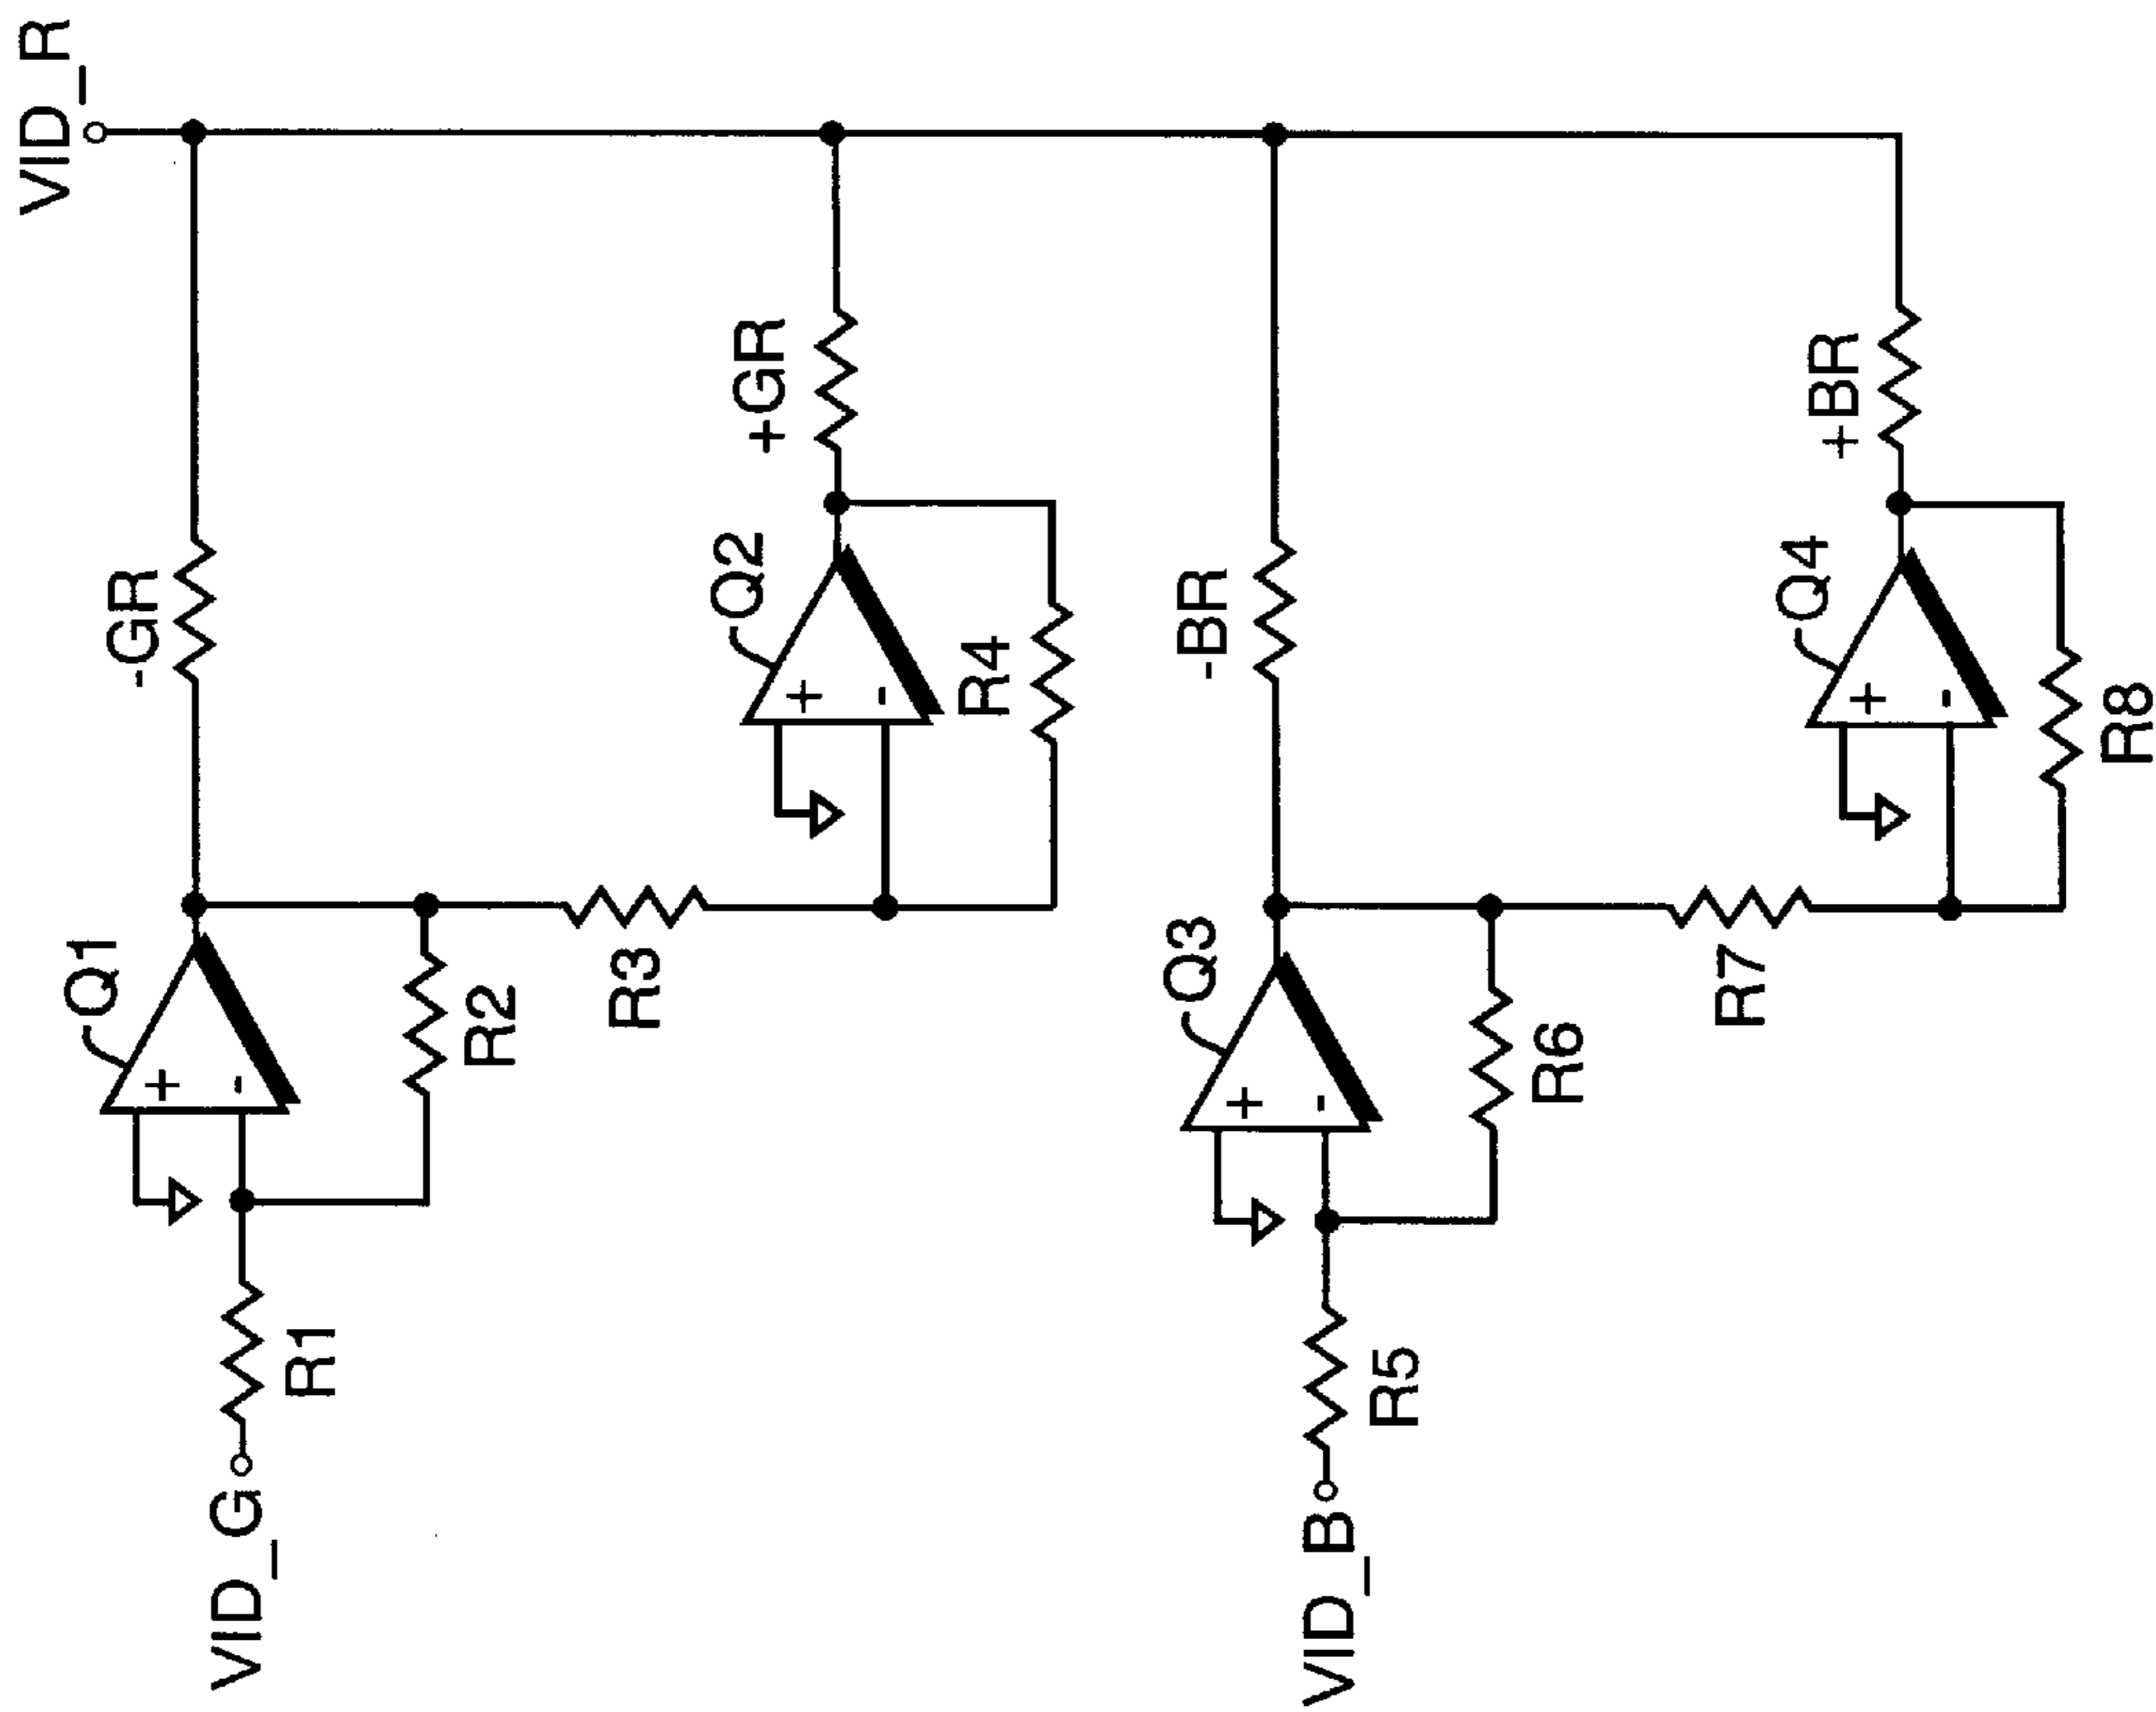 VID_R
-GR
+GR
-BR
+BR
Q1
+
-
R2
R3
Q2
+
-
R4
VID_G
R1
Q3
+
-
R6
R7
Q4
+
-
R8
VID_B
R5